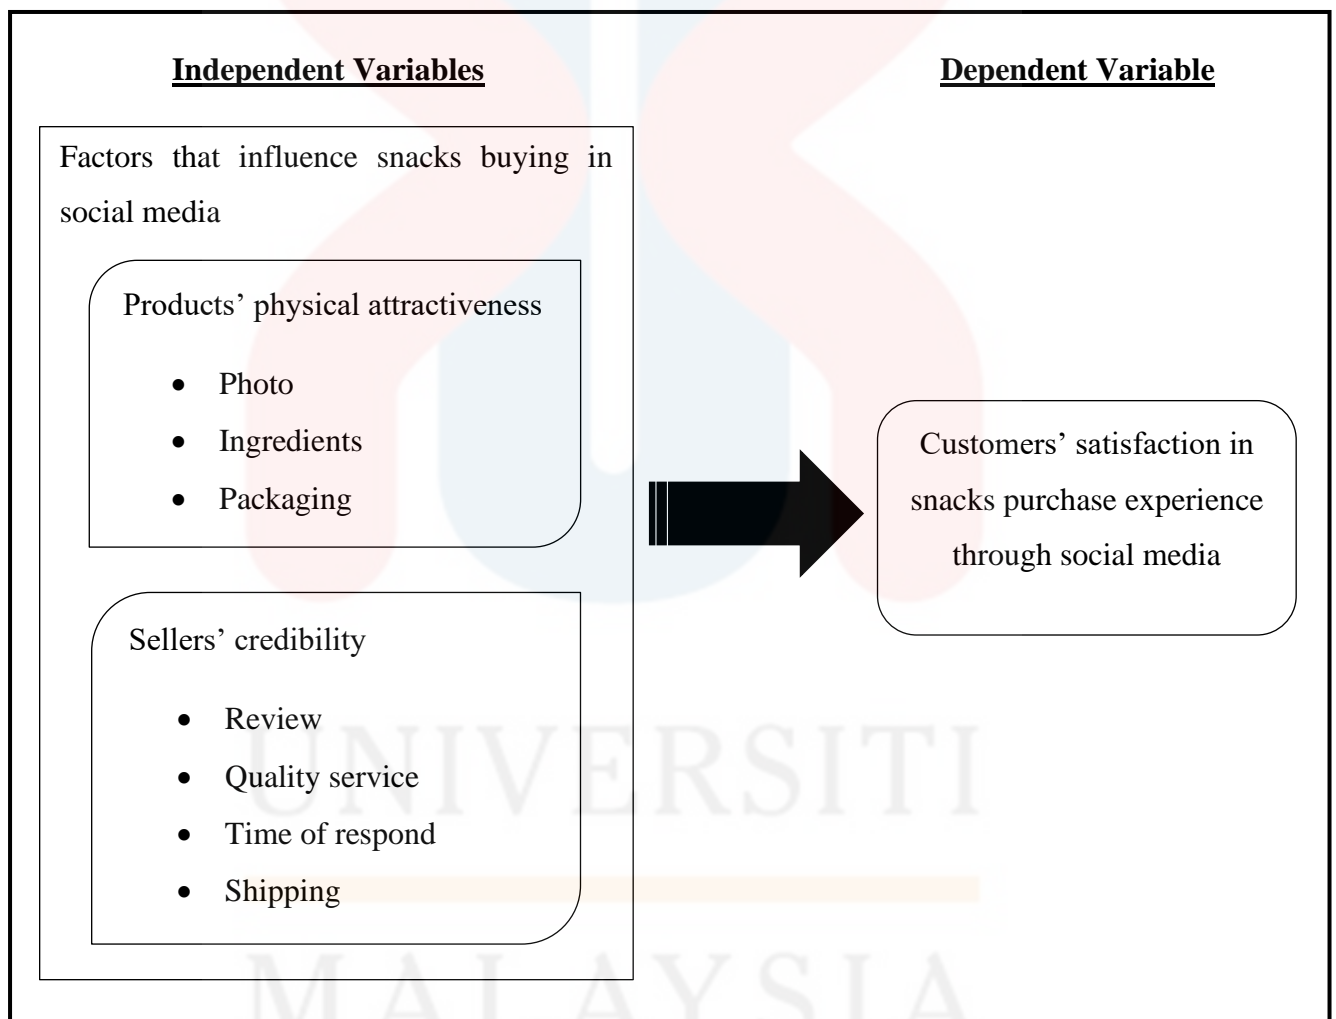 Independent Variables
Dependent Variable
Factors that influence snacks buying in
social media
Products’ physical attractiveness
• Photo
• Ingredients
• Packaging
Sellers’ credibility
• Review
• Quality service
• Time of respond
• Shipping
Customers’ satisfaction in
snacks purchase experience
through social media
UNIVERSITI
MALAYSIA